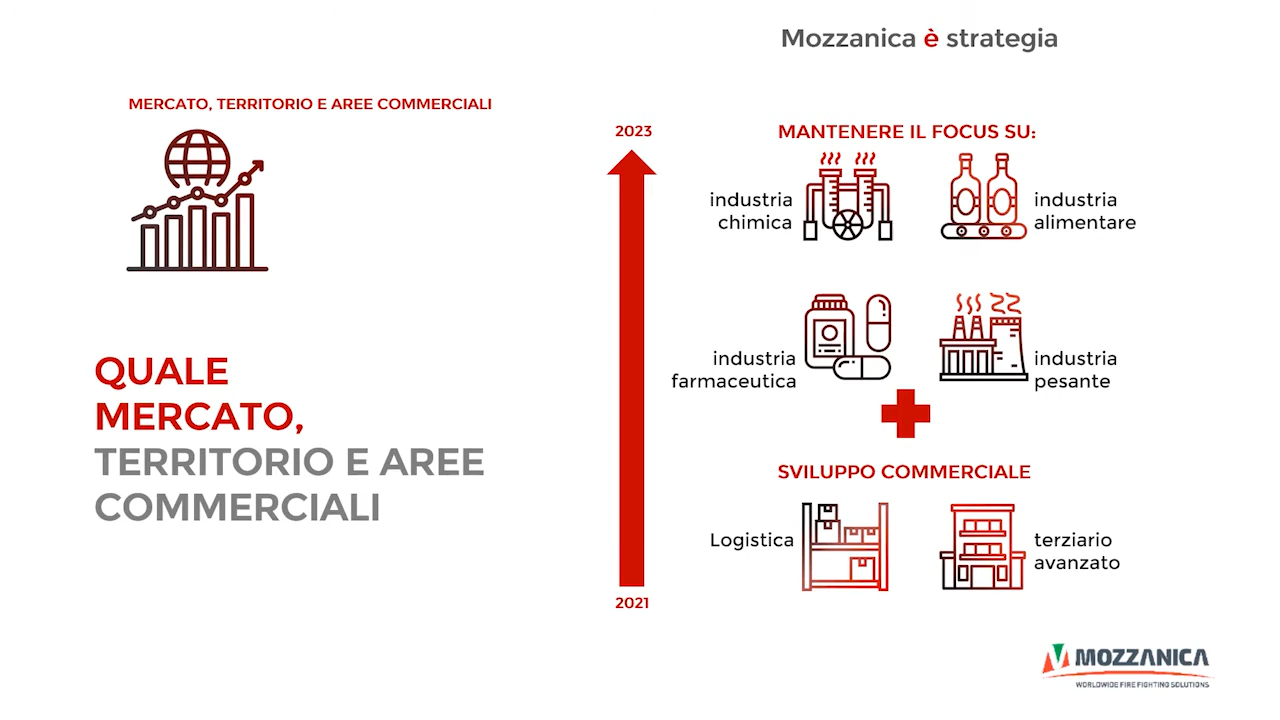 Mozzanica è strategia
MERCATO, TERRITORIO E AREE COMMERCIALI
QUALE
MERCATO,
TERRITORIO E AREE
COMMERCIALI
2023
2021
MANTENERE IL FOCUS SU:
industria
chimica
industria
alimentare
industria
farmaceutica
industria
pesante
SVILUPPO COMMERCIALE
Logistica
terziario
avanzato
MOZZANICA
WORLDWIDE FIRE FIGHTING SOLUTIONS